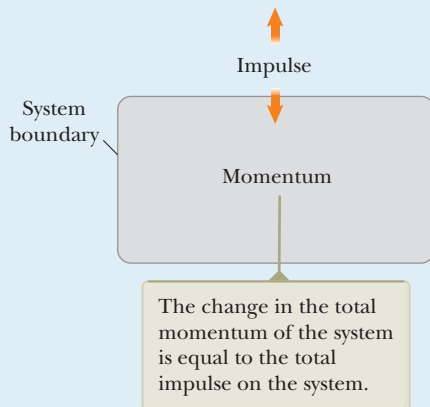 Impulse
System
boundary
Momentum
The change in the total
momentum of the system
is equal to the total
impulse on the system.